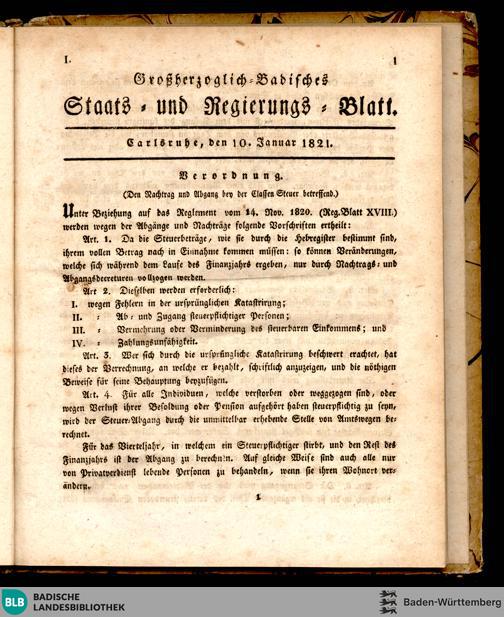 I. 1
Großherzoglich-Badisches
Staats- und Regierungs-Blatt.
Carlsruhe, den 10. Januar 1821.
Verordnung.
(Den Nachtrag und Abgang bey der Classen Steuer betreffend.)
Unter Beziehung auf das Reglement vom 14. Nov. 1820. (Reg. Blatt XVIII.)
werden wegen der Abgänge und Nachträge folgende Vorschriften ertheilt:
Art. 1. Da die Steuerbeträge, wie sie durch die Hebregister bestimmt sind,
ihrem vollen Betrag nach in Einnahme kommen müssen: so können Veränderungen,
welche sich während dem Laufe des Finanzjahrs ergeben, nur durch Nachtrags- und
Abgangsdecreturen vollzogen werden.
Art 2. Dieselben werden erforderlich:
I. wegen Fehlern in der ursprünglichen Katastrirung;
II. = Ab- und Zugang steuerpflichtiger Personen;
III. = Vermehrung oder Verminderung des steuerbaren Einkommens; und
IV. = Zahlungsunfähigkeit.
Art. 3. Wer sich durch die ursprüngliche Katastrirung beschwert erachtet, hat
dieses der Verrechnung, an welche er bezahlt, schriftlich anzuzeigen, und die nöthigen
Beweise für seine Behauptung beyzufügen.
Art. 4. Für alle Individuen, welche verstorben oder weggezogen sind, oder
wegen Verlust ihrer Besoldung oder Pension aufgehört haben steuerpflichtig zu seyn,
wird der Steuer-Abgang durch die unmittelbar erhebende Stelle von Amtswegen be-
rechnet.
Für das Vierteljahr, in welchem ein Steuerpflichtiger stirbt, und den Rest des
Finanzjahrs ist der Abgang zu berechnen. Auf gleiche Weise sind auch alle nur
von Privatverdienst lebende Personen zu behandeln, wenn sie ihren Wohnort ver-
ändern.
1
BLB BADISCHE
LANDESBIBLIOTHEK
Baden-Württemberg